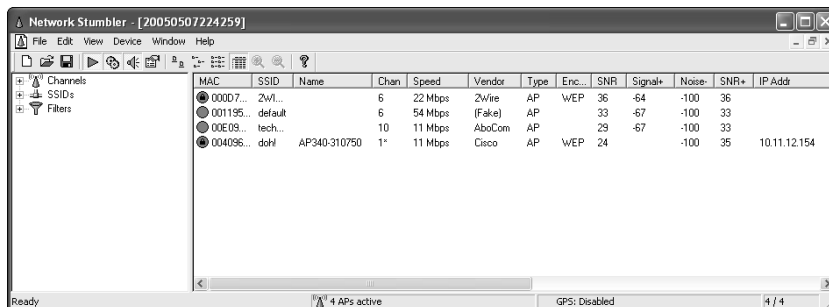 Network Stumbler - [20050507224259]
File Edit View Device Window Help
Channels
SSIDs
Filters
MAC SSID Name Chan Speed Vendor Type Enc... SNR Signal+ Noise- SNR+ IP Addr
000D7... 2WI... 6 22 Mbps 2Wire AP WEP 36 -64 -100 36
001195... default 6 54 Mbps (Fake) AP 33 -67 -100 33
00E09... tech... 10 11 Mbps AboCom AP 29 -67 -100 33
004096... doh! AP340-310750 1* 11 Mbps Cisco AP WEP 24 -100 35 10.11.12.154
Ready 4 APs active GPS: Disabled 4 / 4